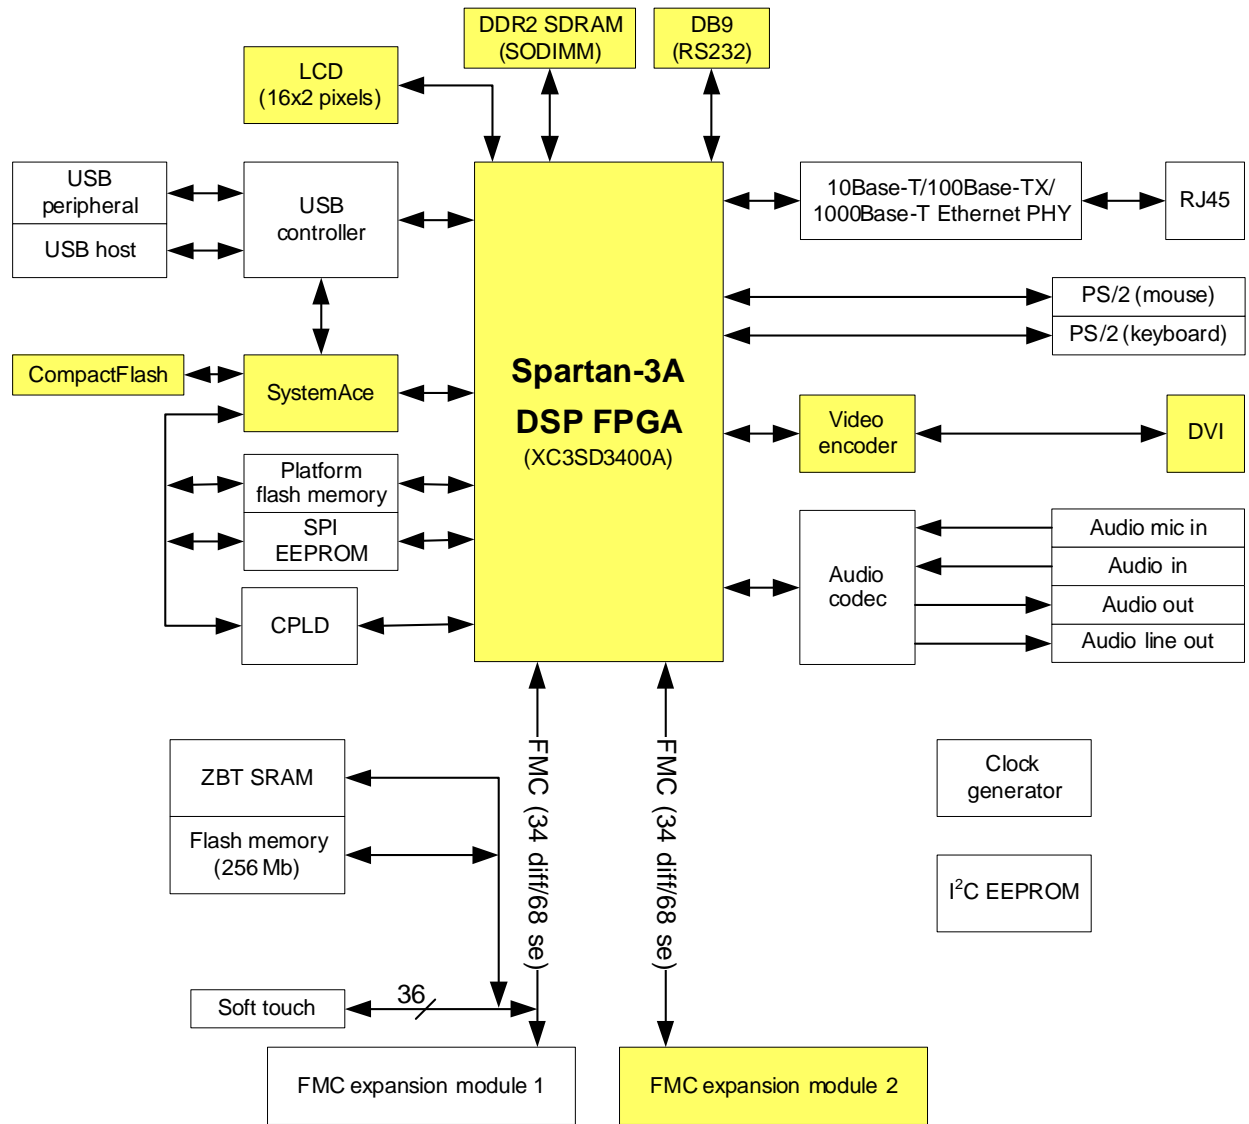 DDR2 SDRAM
(SODIMM)
DB9
(RS232)
LCD
(16x2 pixels)
USB
peripheral
USB host
USB
controller
10Base-T/100Base-TX/
1000Base-T Ethernet PHY
RJ45
PS/2 (mouse)
PS/2 (keyboard)
CompactFlash
SystemAce
Spartan-3A
DSP FPGA
(XC3SD3400A)
Video
encoder
DVI
Platform
flash memory
SPI
EEPROM
CPLD
Audio
codec
Audio mic in
Audio in
Audio out
Audio line out
ZBT SRAM
Flash memory
(256 Mb)
FMC (34 diff/68 se)
FMC (34 diff/68 se)
Clock
generator
I²C EEPROM
Soft touch
36
FMC expansion module 1
FMC expansion module 2